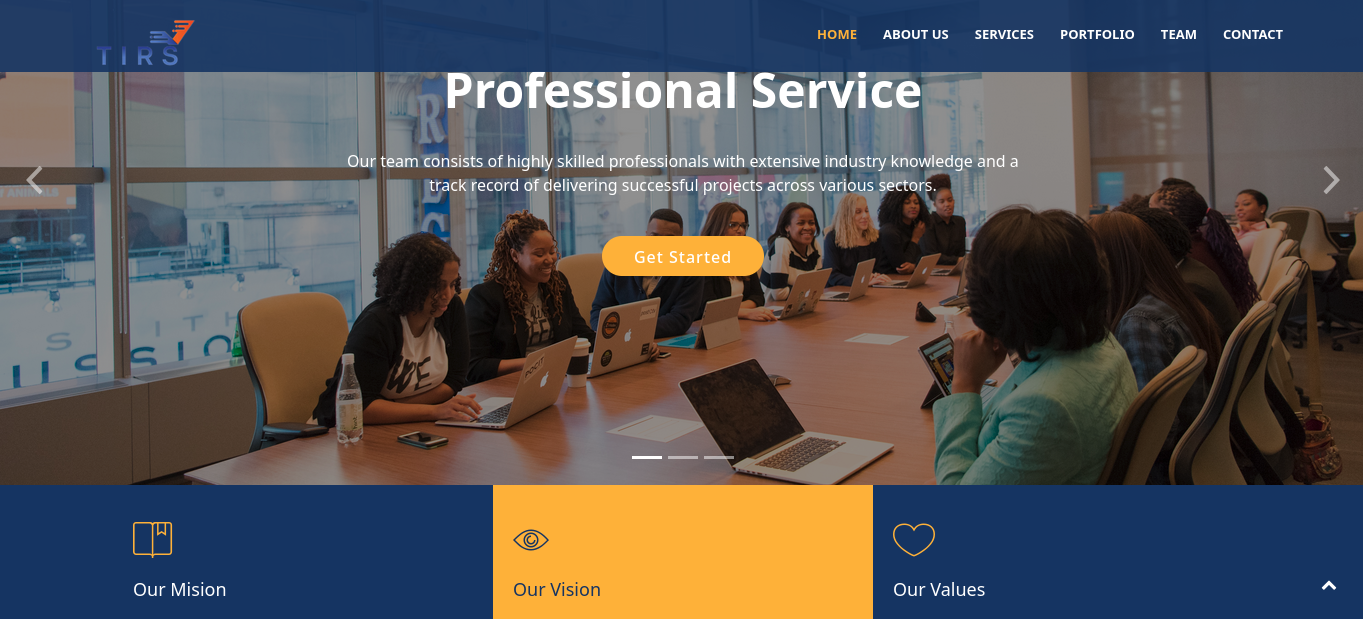 TIRS
HOME ABOUT US SERVICES PORTFOLIO TEAM CONTACT
Professional Service
Our team consists of highly skilled professionals with extensive industry knowledge and a
track record of delivering successful projects across various sectors.
Get Started
WE
Our Mision
Our Vision
Our Values